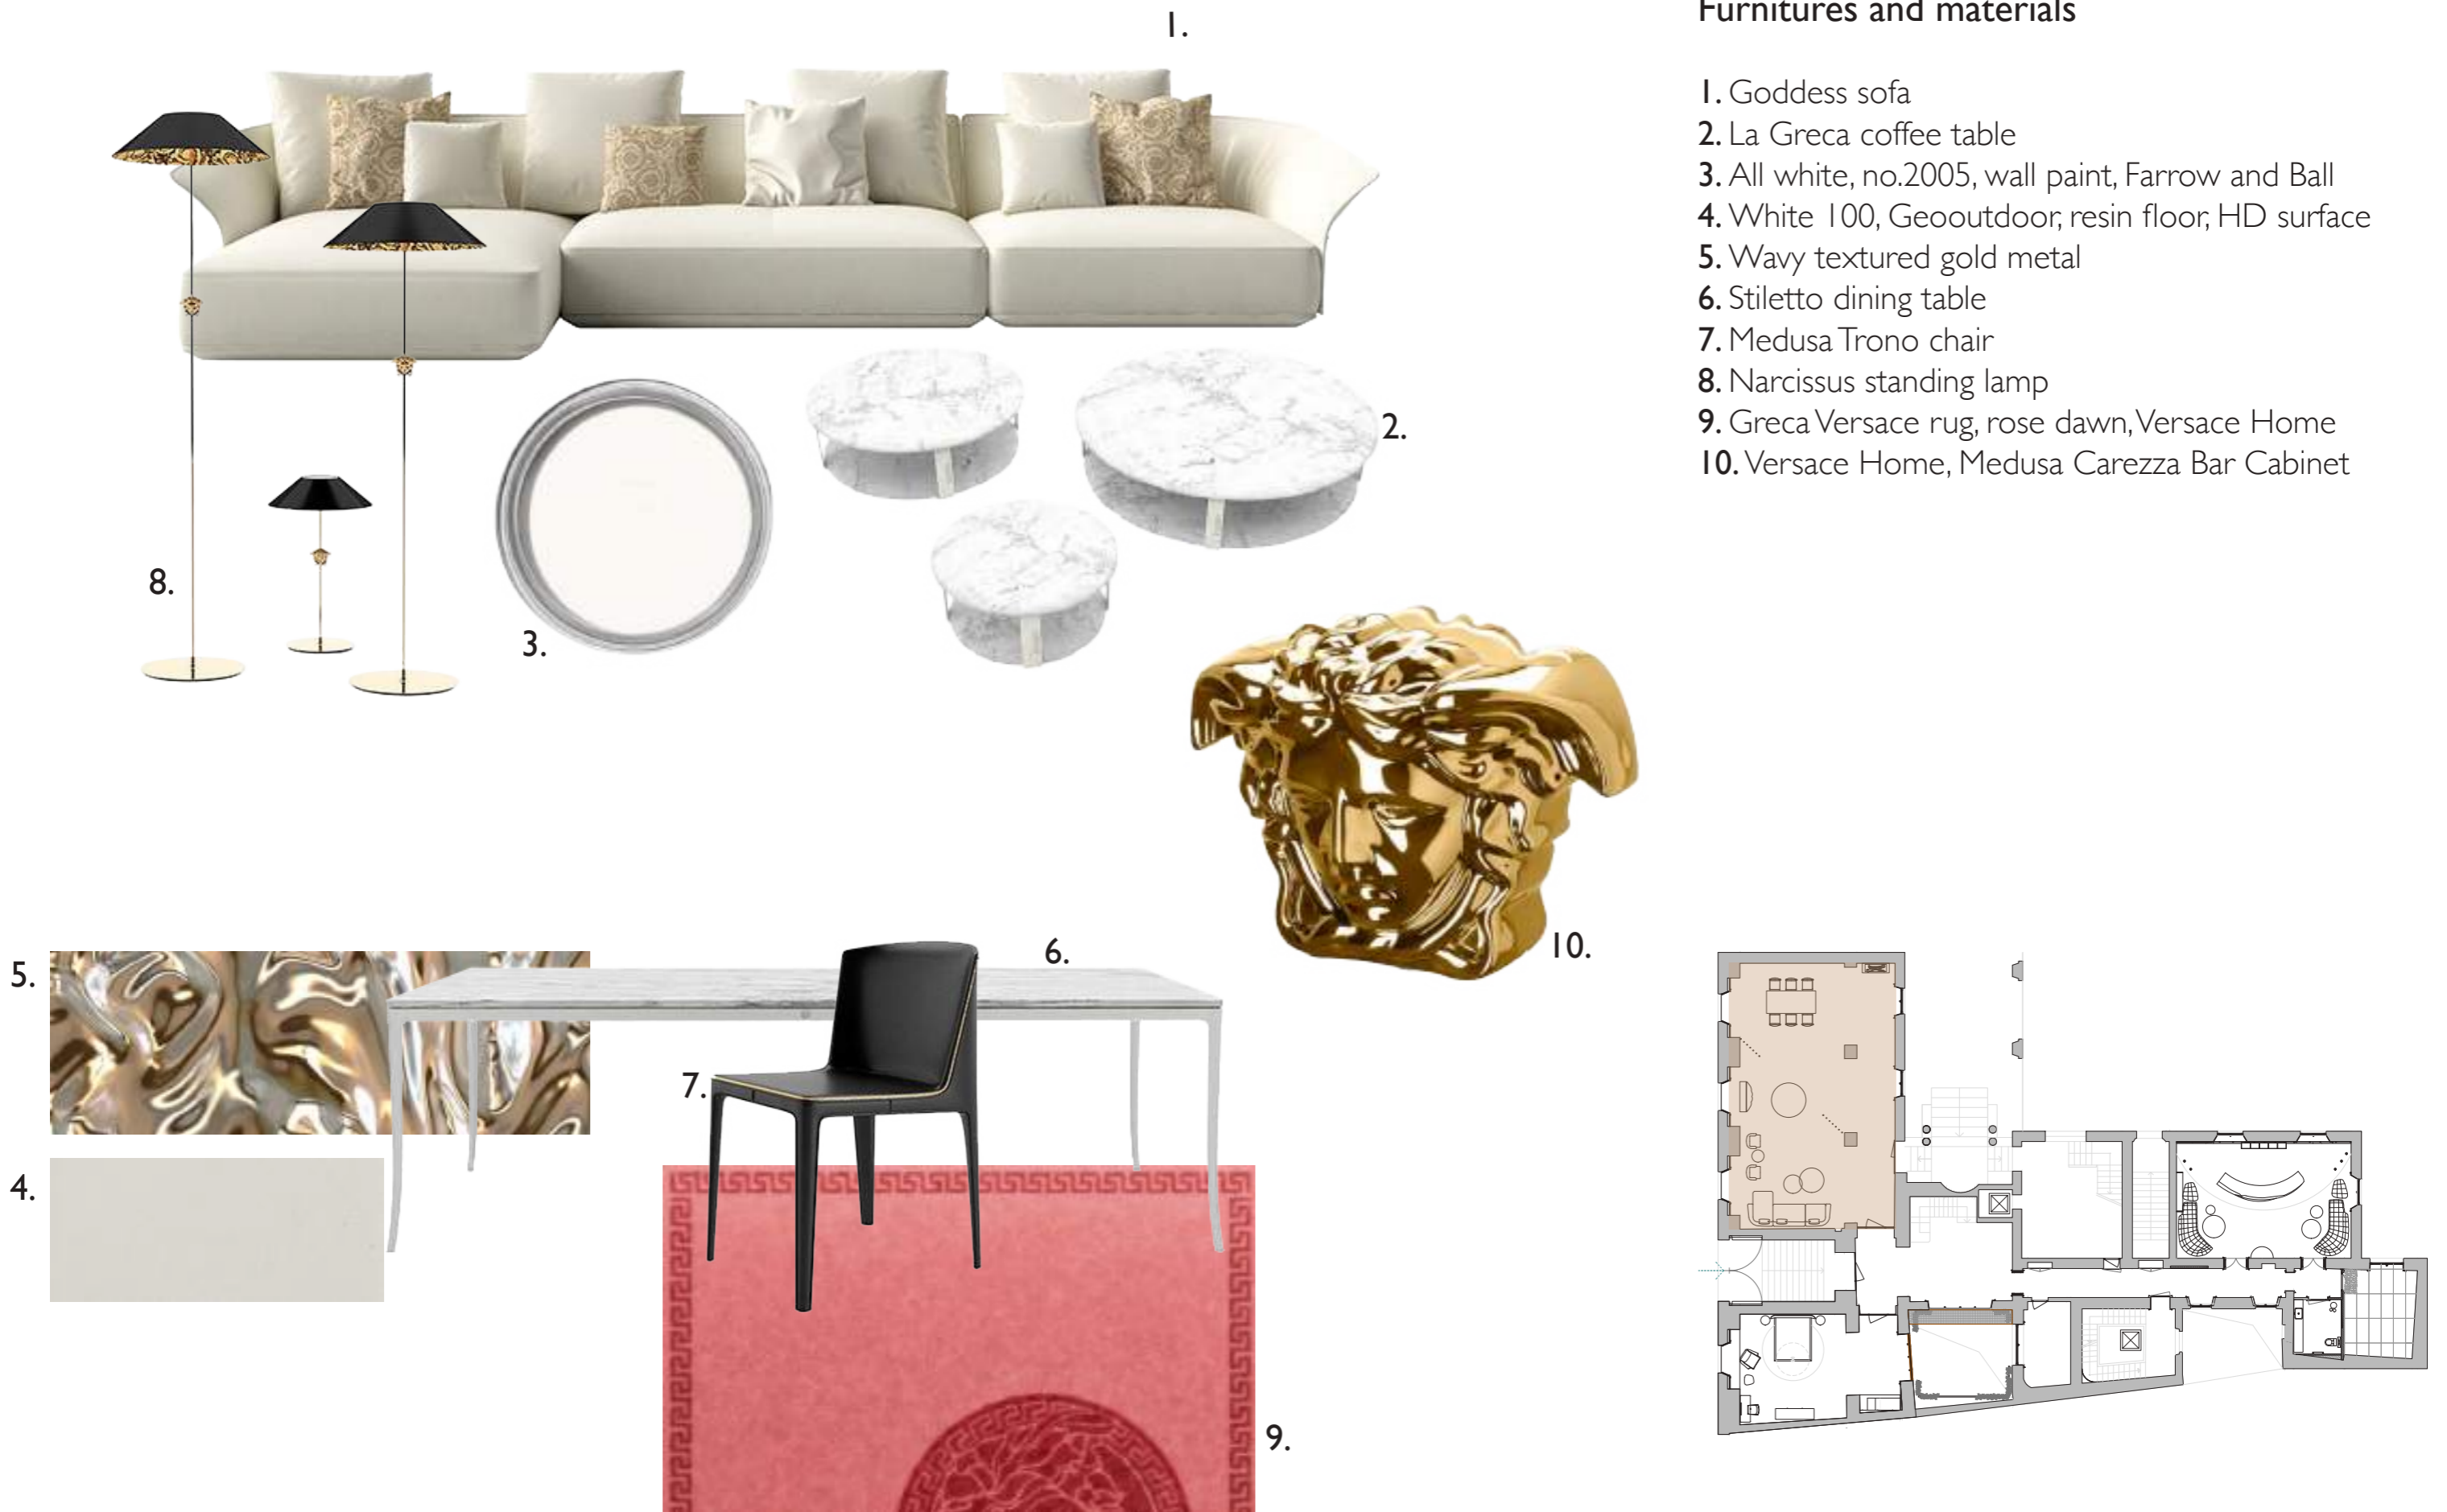 Furnitures and materials
1. Goddess sofa
2. La Greca coffee table
3. All white, no.2005, wall paint, Farrow and Ball
4. White 100, Geooutdoor, resin floor, HD surface
5. Wavy textured gold metal
6. Stiletto dining table
7. Medusa Trono chair
8. Narcissus standing lamp
9. Greca Versace rug, rose dawn, Versace Home
10. Versace Home, Medusa Carezza Bar Cabinet
1.
2.
8.
3.
10.
5.
6.
7.
4.
9.